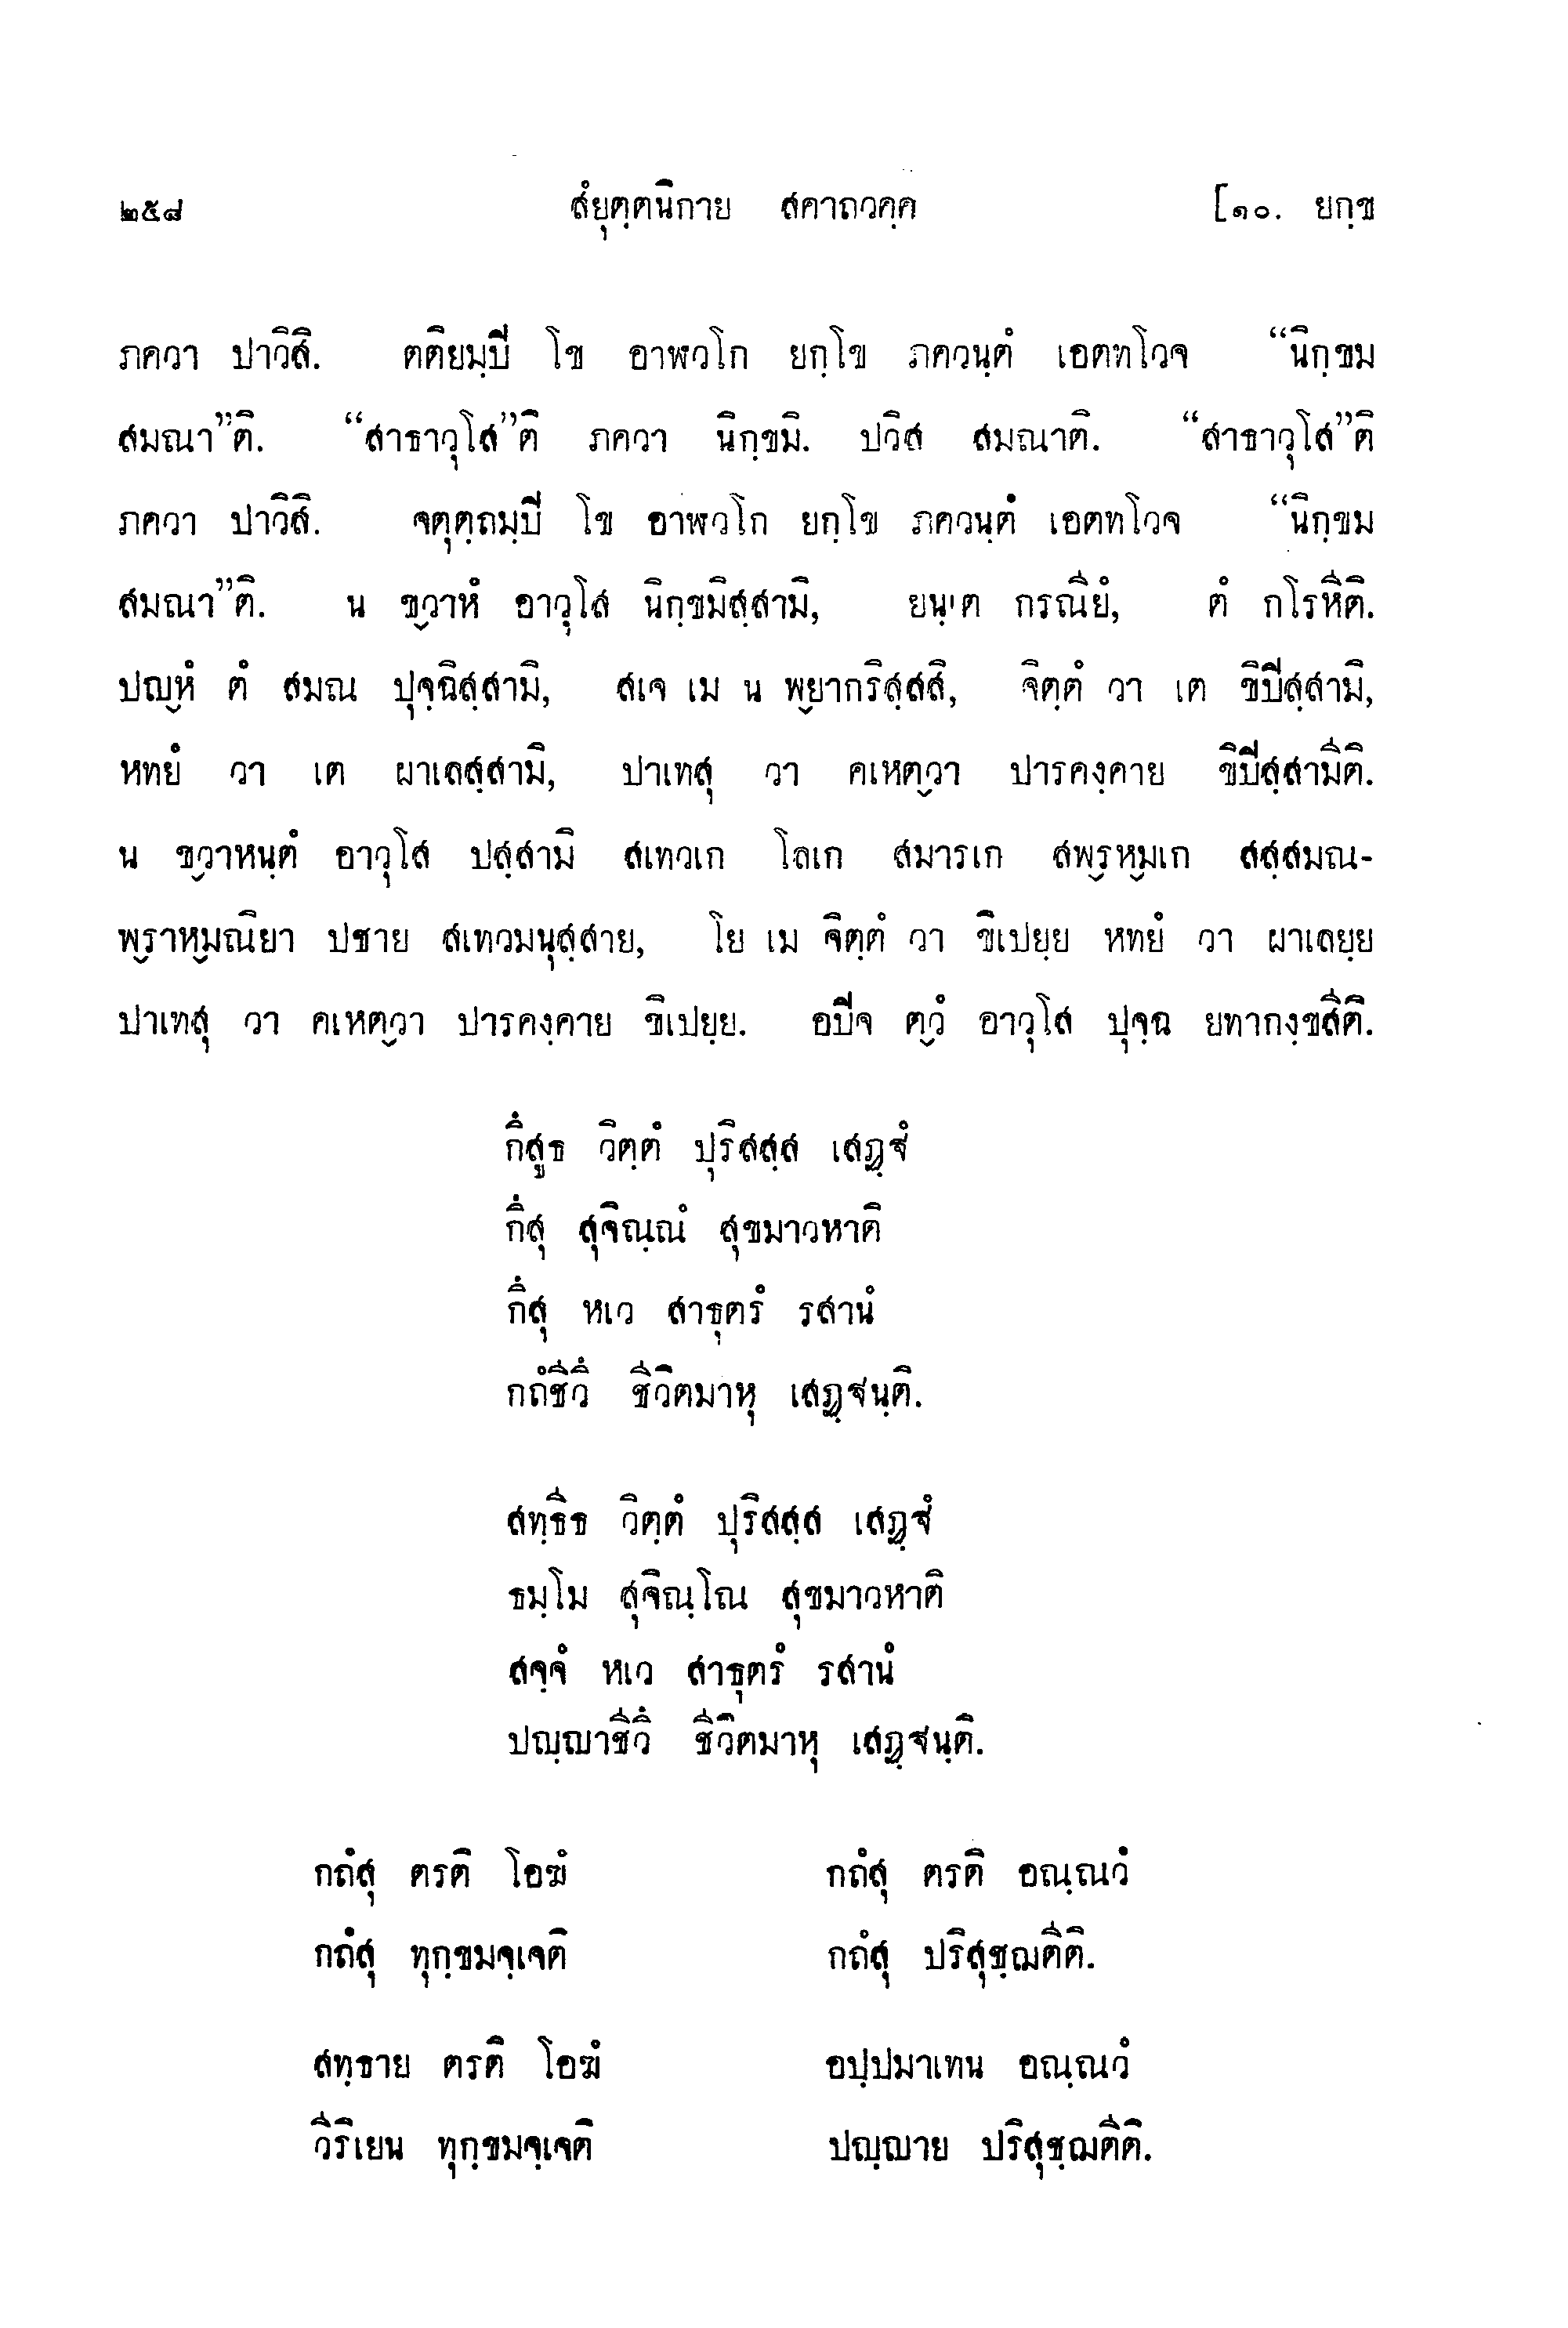 ๒๕๘ สํยุตฺตนิกาย สคาถวคฺค [๑๐. ยกฺข
ภควา ปาวิสิ. ตติยมฺปิ โข อาฬวโก ยกฺโข ภควนฺตํ เอตทโวจ “นิกฺขม
สมณา”ติ. “สาธาวุโส”ติ ภควา นิกฺขมิ. ปวิส สมณาติ. “สาธาวุโส”ติ
ภควา ปาวิสิ. จตุตฺถมฺปิ โข อาฬวโก ยกฺโข ภควนฺตํ เอตทโวจ “นิกฺขม
สมณา”ติ. น ขฺวาหํ อาวุโส นิกฺขมิสฺสามิ, ยนฺเต กรณียํ, ตํ กโรหีติ.
ปญฺหํ ตํ สมณ ปุจฺฉิสฺสามิ, สเจ เม น พฺยากริสฺสสิ, จิตฺตํ วา เต ขิปิสฺสามิ,
หทยํ วา เต ผาเลสฺสามิ, ปาเทสุ วา คเหตฺวา ปารคงฺคาย ขิปิสฺสามีติ.
น ขฺวาหนฺตํ อาวุโส ปสฺสามิ สเทวเก โลเก สมารเก สพฺรหฺมเก สสฺสมณ-
พฺราหฺมณิยา ปชาย สเทวมนุสฺสาย, โย เม จิตฺตํ วา ขิเปยฺย หทยํ วา ผาเลยฺย
ปาเทสุ วา คเหตฺวา ปารคงฺคาย ขิเปยฺย. อปิจ ตฺวํ อาวุโส ปุจฺฉ ยทากงฺขสีติ.
กึสูธ วิตฺตํ ปุริสสฺส เสฏฺฐํ
กึสุ สุจิณฺณํ สุขมาวหาติ
กึสุ หเว สาธุตรํ รสานํ
กถํชีวึ ชีวิตมาหุ เสฏฺฐนฺติ.
สทฺธีธ วิตฺตํ ปุริสสฺส เสฏฺฐํ
ธมฺโม สุจิณฺโณ สุขมาวหาติ
สจฺจํ หเว สาธุตรํ รสานํ
ปญฺญาชีวึ ชีวิตมาหุ เสฏฺฐนฺติ.
กถํสุ ตรติ โอฆํ กถํสุ ตรติ อณฺณวํ
กถํสุ ทุกฺขมจฺเจติ กถํสุ ปริสุชฺฌตีติ.
สทฺธาย ตรติ โอฆํ อปฺปมาเทน อณฺณวํ
วีริเยน ทุกฺขมจฺเจติ ปญฺญาย ปริสุชฺฌตีติ.